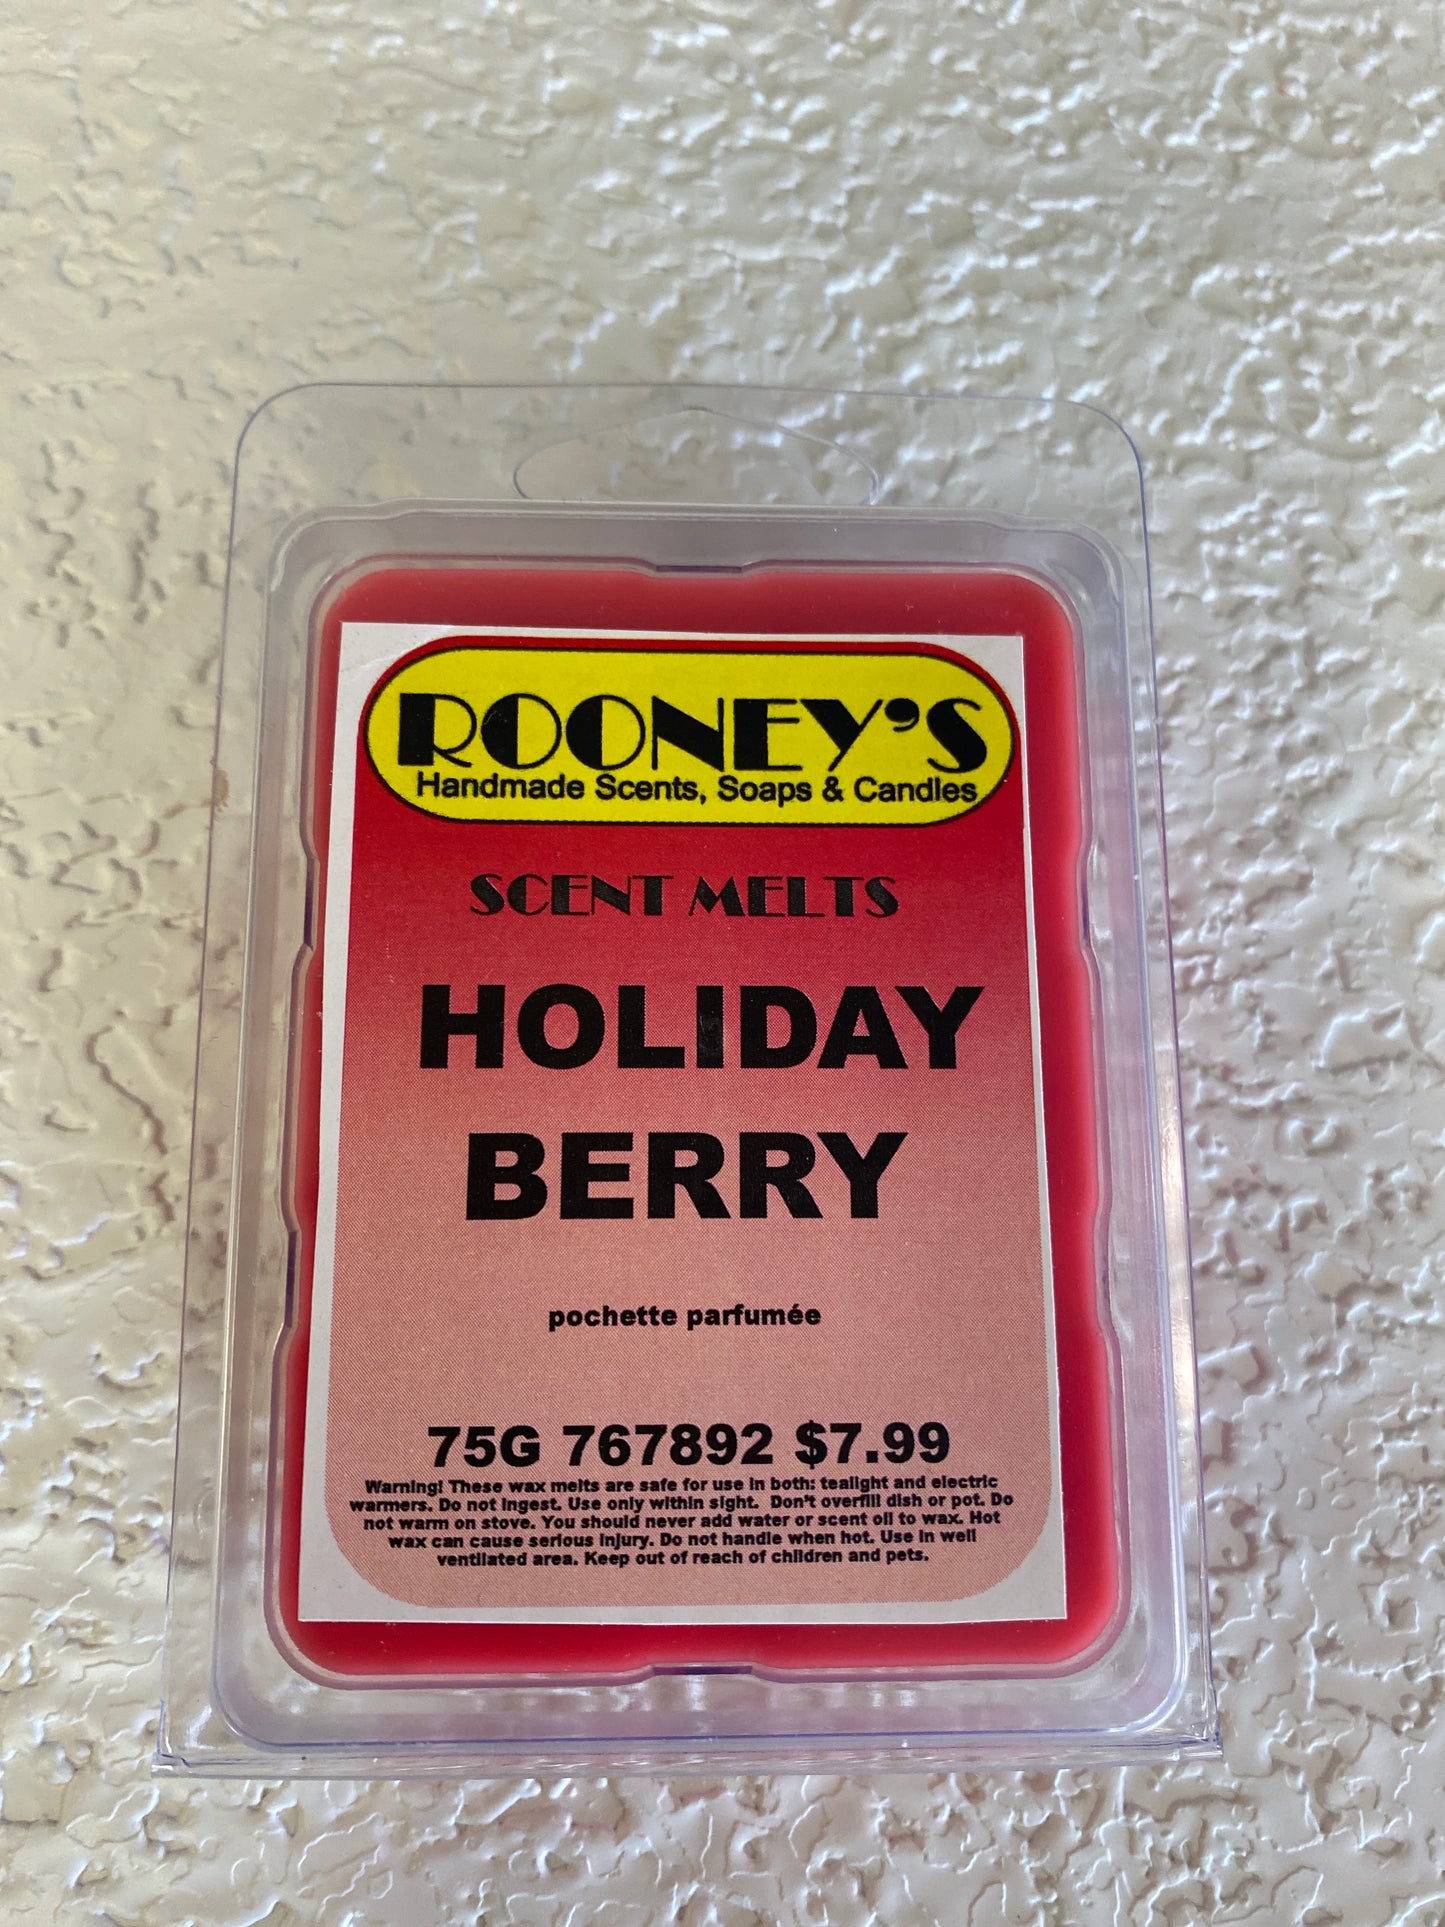 ROONEY'S
Handmade Scents, Soaps & Candles
SCENT MELTS
HOLIDAY
BERRY
pochette parfumée
75G 767892 $7.99
Warning! These wax melts are safe for use in both: tealight and electric
warmers. Do not ingest. Use only within sight. Don't overfill dish or pot. Do
not warm on stove. You should never add water or scent oil to wax. Hot
wax can cause serious injury. Do not handle when hot. Use in well
ventilated area. Keep out of reach of children and pets.